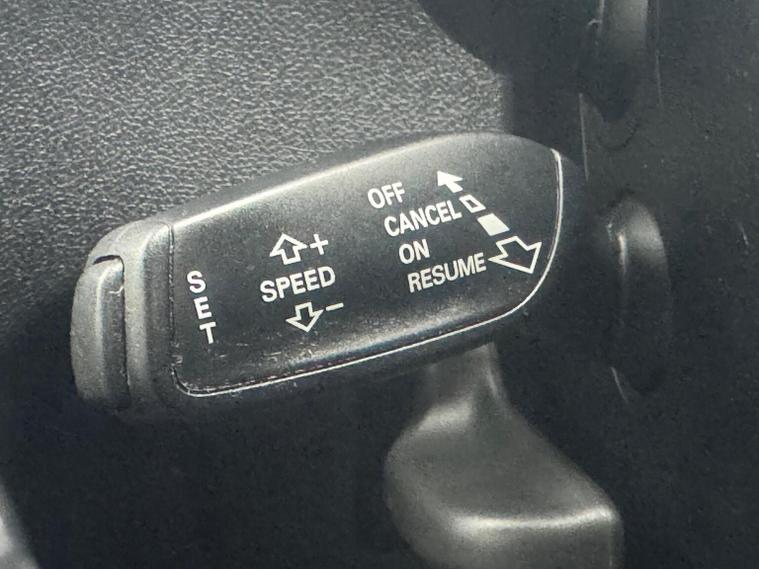 SET
+
SPEED
−
OFF
CANCEL
ON
RESUME